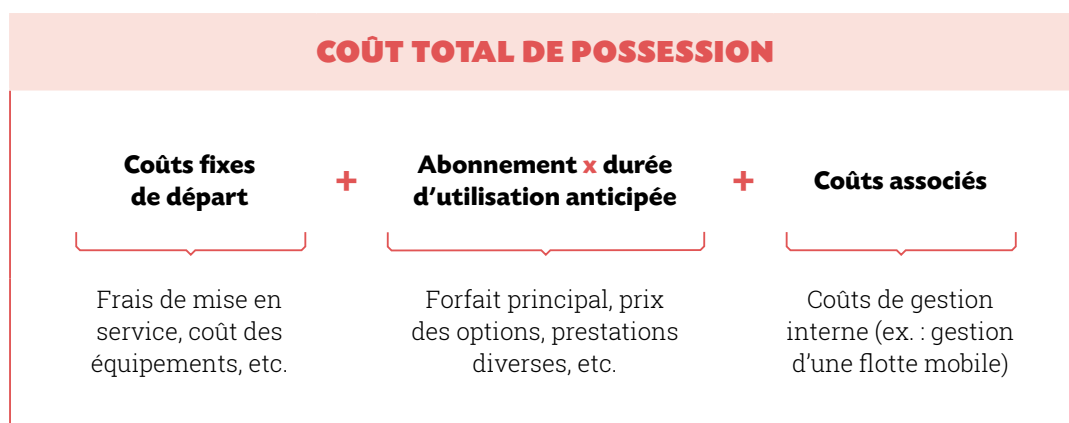 COÛT TOTAL DE POSSESSION
Coûts fixes
de départ
+
Abonnement x durée
d’utilisation anticipée
+
Coûts associés
Frais de mise en
service, coût des
équipements, etc.
Forfait principal, prix
des options, prestations
diverses, etc.
Coûts de gestion
interne (ex. : gestion
d’une flotte mobile)